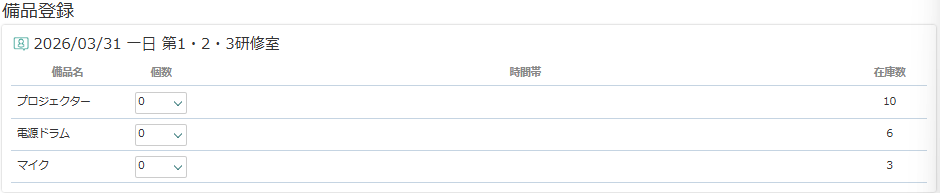 備品登録
2026/03/31 一日 第1・2・3研修室
備品名 個数 時間帯 在庫数
プロジェクター 0 10
電源ドラム 0 6
マイク 0 3